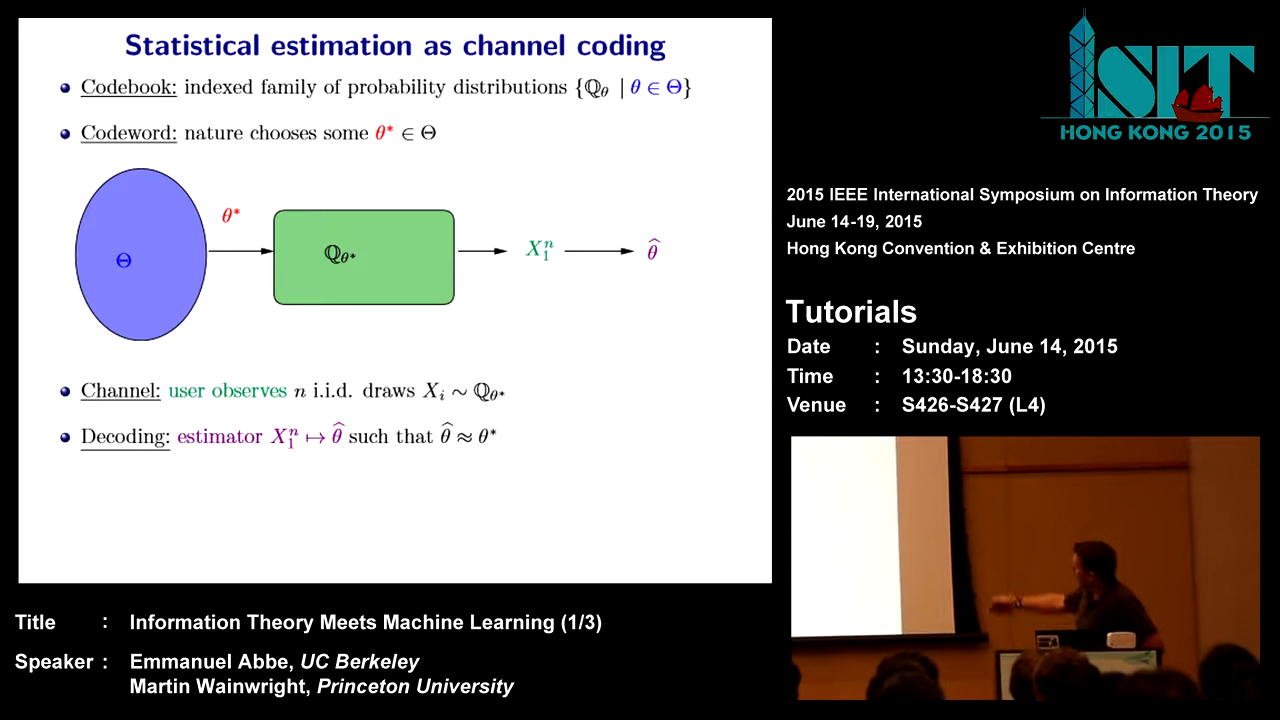 Statistical estimation as channel coding
Codebook: indexed family of probability distributions {ℚ_θ | θ ∈ Θ}
Codeword: nature chooses some θ* ∈ Θ
Θ
θ*
ℚ_θ*
X₁ⁿ
θ̂
Channel: user observes n i.i.d. draws X_i ∼ ℚ_θ*
Decoding: estimator X₁ⁿ ↦ θ̂ such that θ̂ ≈ θ*
ISIT
HONG KONG 2015
2015 IEEE International Symposium on Information Theory
June 14-19, 2015
Hong Kong Convention & Exhibition Centre
Tutorials
Date : Sunday, June 14, 2015
Time : 13:30-18:30
Venue : S426-S427 (L4)
Title : Information Theory Meets Machine Learning (1/3)
Speaker : Emmanuel Abbe, UC Berkeley
Martin Wainwright, Princeton University